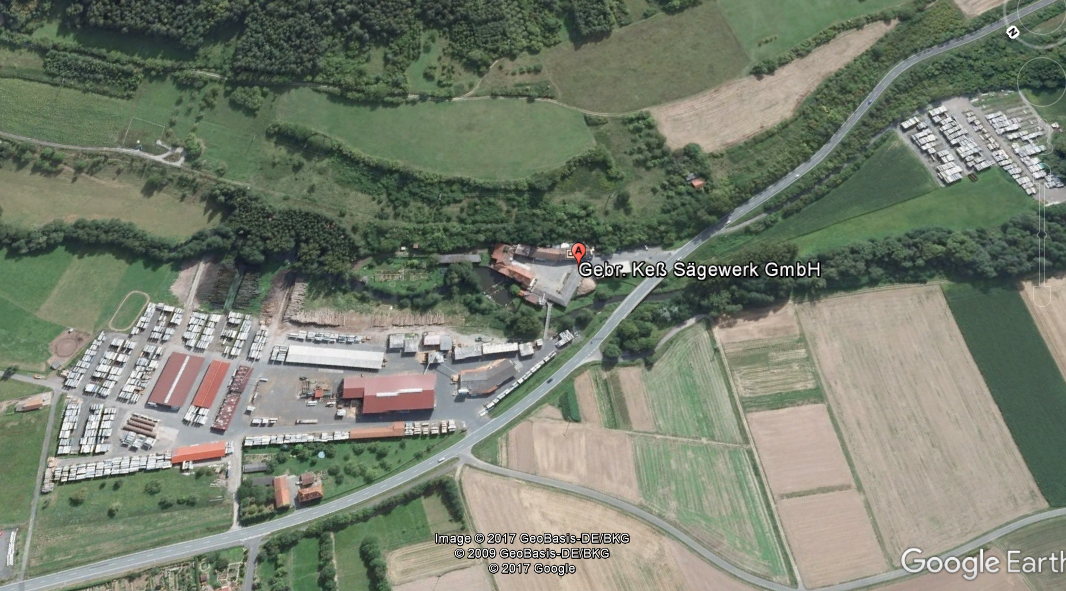 N
A
Gebr. Keß Sägewerk GmbH
Image © 2017 GeoBasis-DE/BKG
© 2009 GeoBasis-DE/BKG
© 2017 Google
Google Earth